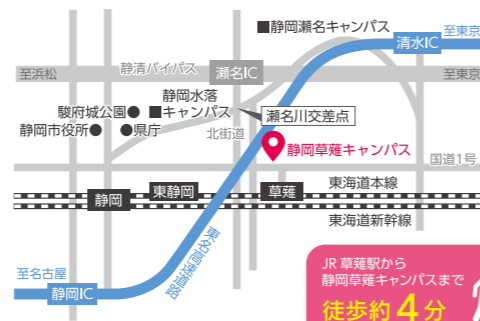 ■静岡瀬名キャンパス
至東京
清水IC
至浜松
静清バイパス
瀬名IC
至東京
静岡水落
■キャンパス
駿府城公園●
瀬名川交差点
静岡市役所●
●県庁
北街道
静岡草薙キャンパス
国道1号
東海道本線
静岡
東静岡
草薙
東海道新幹線
東名高速道路
至名古屋
静岡IC
JR草薙駅から
静岡草薙キャンパスまで
徒歩約4分